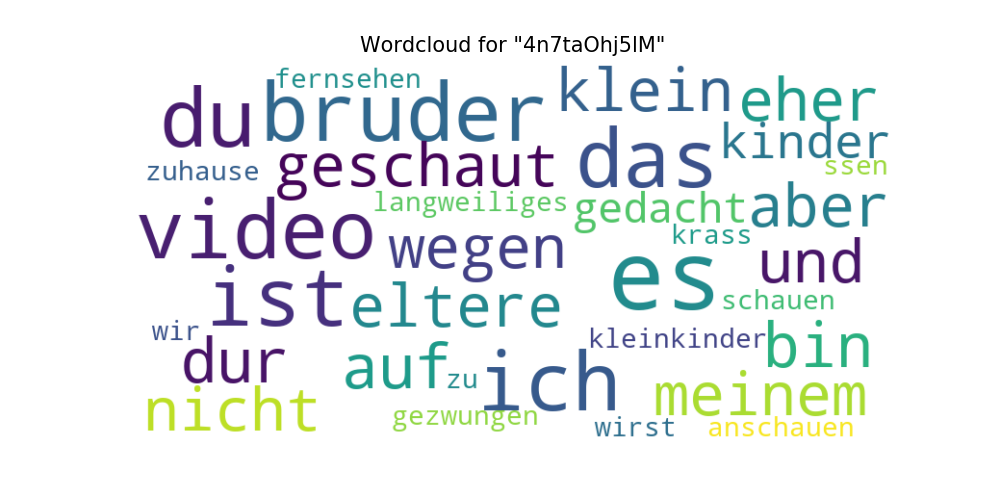 Wordcloud for "4n7taOhj5lM"
fernsehen
du bruder klein eher
zuhause geschaut das kinder
ssen
langweiliges gedacht aber
video wegen krass und
ist eltere es schauen
wir kleinkinder bin
dur auf zu ich meinem
nicht gezwungen wirst anschauen